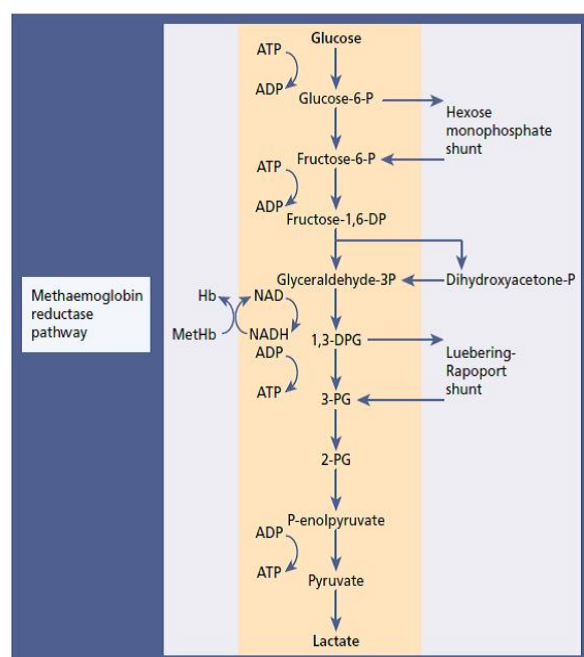 Glucose
ATP
ADP
Glucose-6-P
Hexose
monophosphate
shunt
Fructose-6-P
ATP
ADP
Fructose-1,6-DP
Glyceraldehyde-3P
Dihydroxyacetone-P
Methaemoglobin
reductase
pathway
Hb
NAD
MetHb
NADH
1,3-DPG
Luebering-
Rapoport
shunt
ADP
ATP
3-PG
2-PG
P-enolpyruvate
ADP
ATP
Pyruvate
Lactate